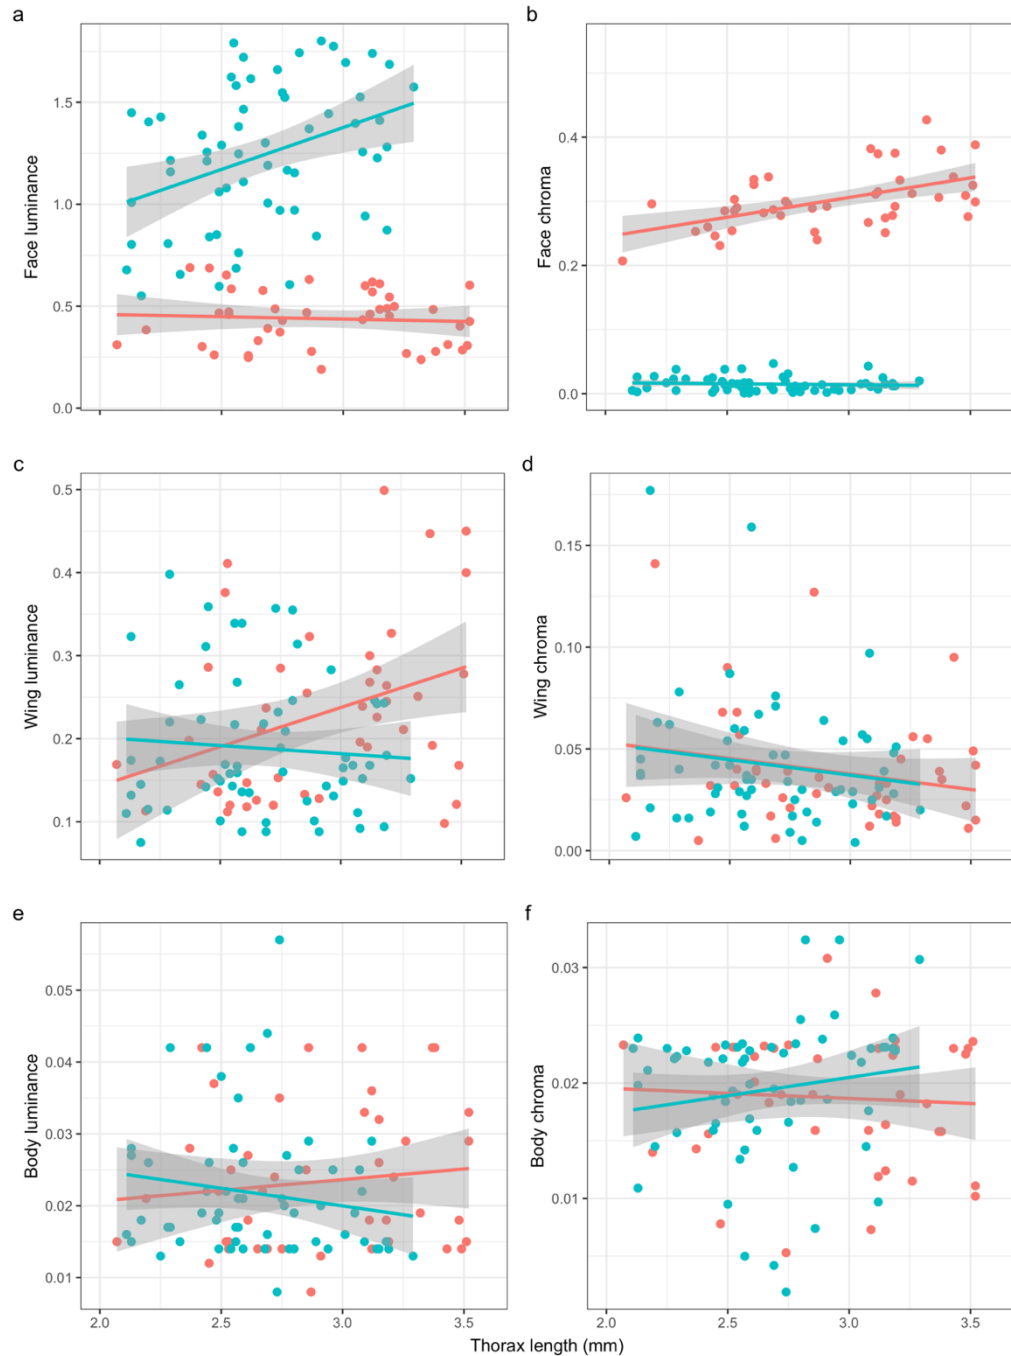 a
b
Face luminance
1.5
1.0
0.5
0.0
Face chroma
0.4
0.2
0.0
c
d
Wing luminance
0.5
0.4
0.3
0.2
0.1
Wing chroma
0.15
0.10
0.05
0.00
e
f
Body luminance
0.05
0.04
0.03
0.02
0.01
Body chroma
0.03
0.02
0.01
2.0 2.5 3.0 3.5
2.0 2.5 3.0 3.5
Thorax length (mm)